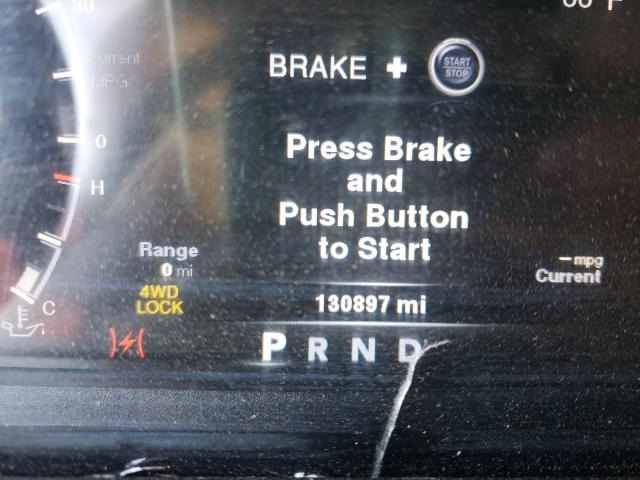 30
Current
MPG
BRAKE + START STOP
0
H
Press Brake
and
Push Button
to Start
Range
0 mi
– mpg
Current
4WD
LOCK
130897 mi
C
P R N D